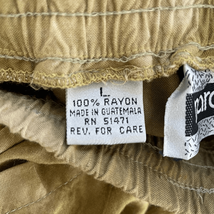 L
100% RAYON
MADE IN GUATEMALA
RN 51471
REV. FOR CARE